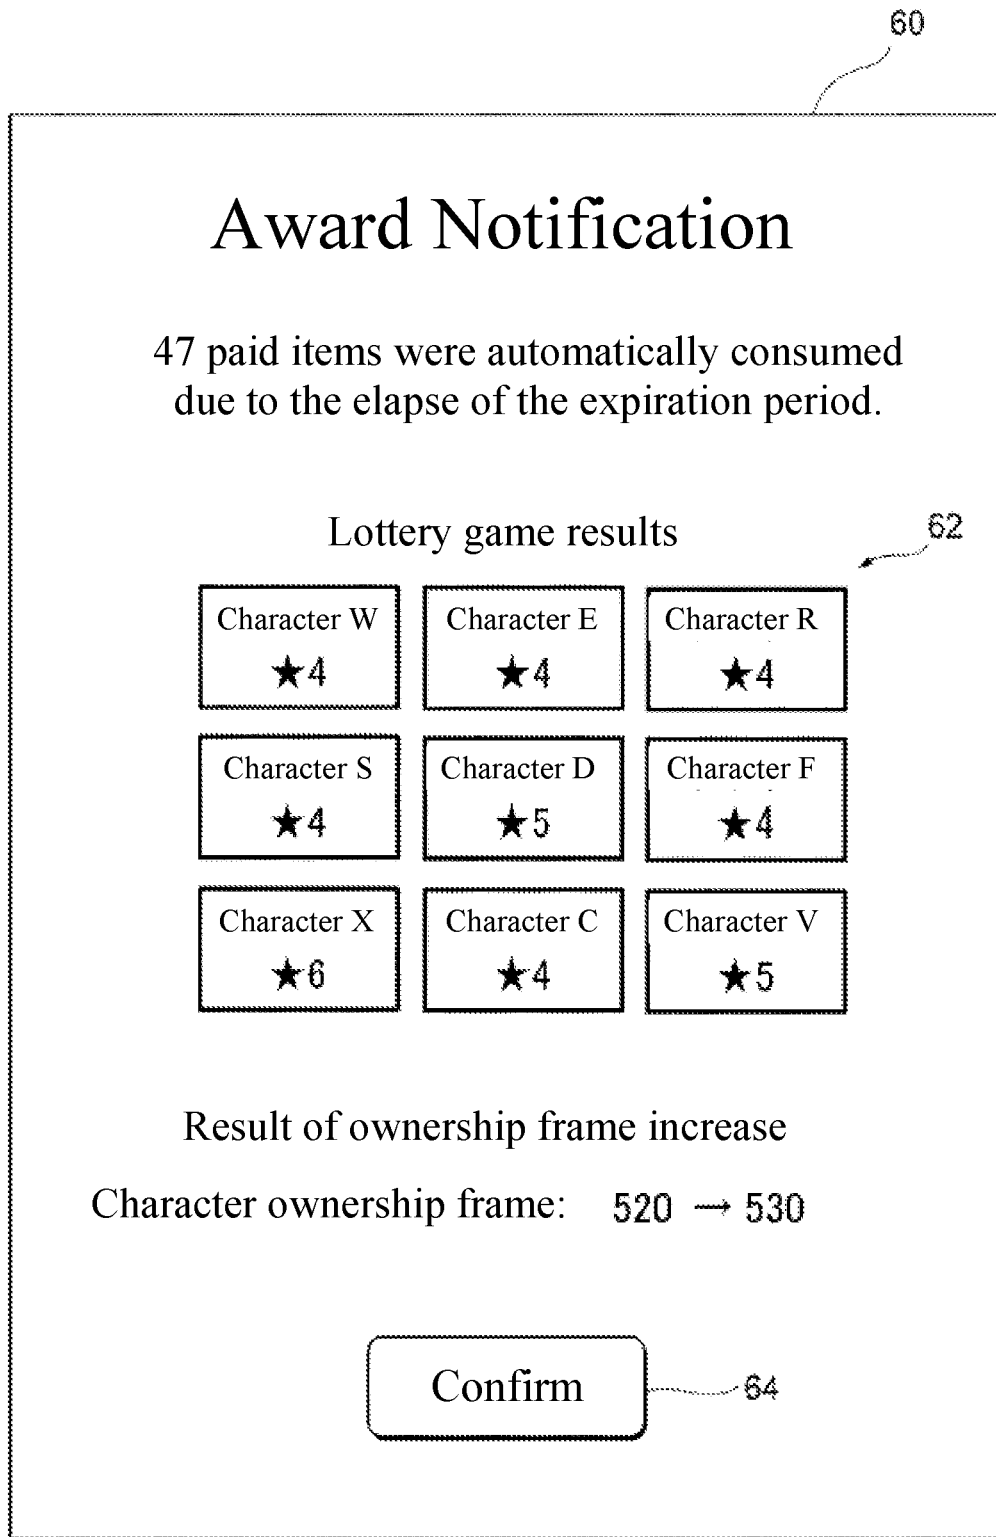 60
Award Notification
47 paid items were automatically consumed
due to the elapse of the expiration period.
Lottery game results
62
Character W
★4
Character E
★4
Character R
★4
Character S
★4
Character D
★5
Character F
★4
Character X
★6
Character C
★4
Character V
★5
Result of ownership frame increase
Character ownership frame: 520 → 530
Confirm
64